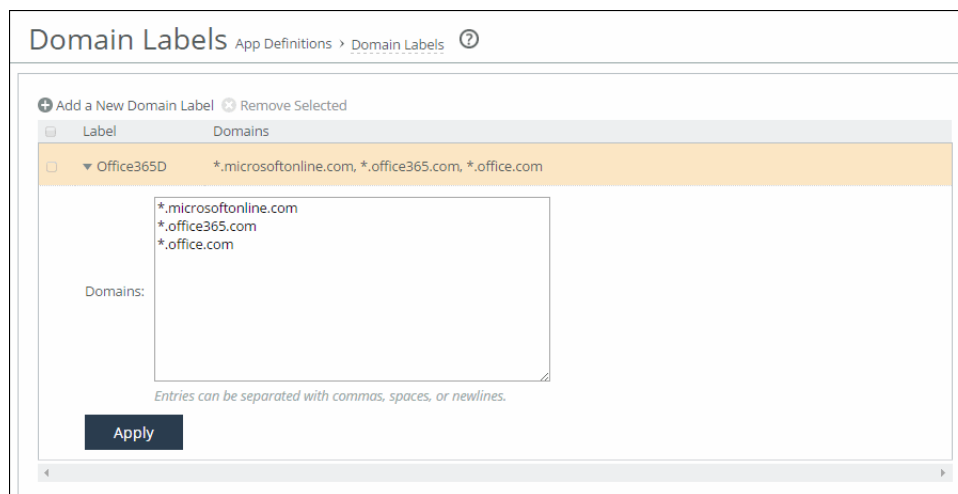 Domain Labels App Definitions › Domain Labels ?
Add a New Domain Label Remove Selected
Label Domains
Office365D *.microsoftonline.com, *.office365.com, *.office.com
*.microsoftonline.com
*.office365.com
*.office.com
Domains:
Entries can be separated with commas, spaces, or newlines.
Apply